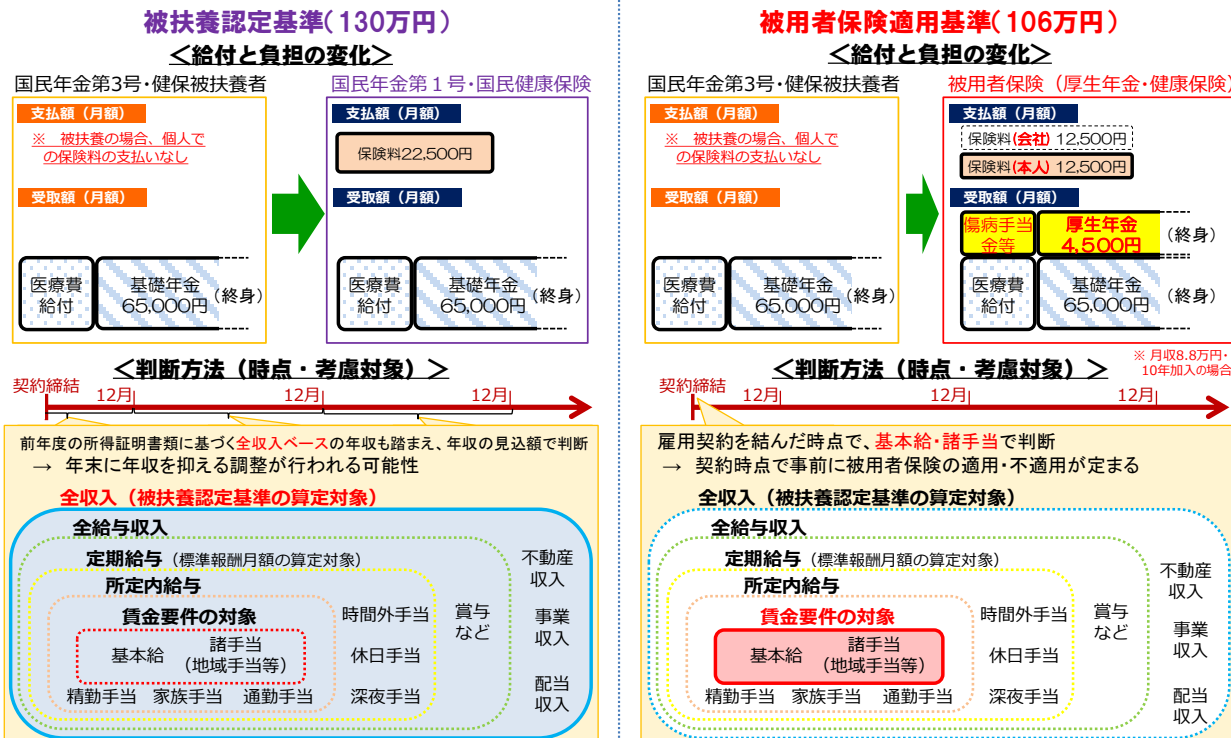 被扶養認定基準(130万円)
＜給付と負担の変化＞
国民年金第3号・健保被扶養者
国民年金第１号・国民健康保険
支払額（月額）
※ 被扶養の場合、個人で
の保険料の支払いなし
受取額（月額）
医療費
給付
基礎年金
65,000円
(終身)
支払額（月額）
保険料22,500円
受取額（月額）
医療費
給付
基礎年金
65,000円
(終身)
＜判断方法（時点・考慮対象）＞
契約締結
12月
12月
12月
前年度の所得証明書類に基づく全収入ベースの年収も踏まえ、年収の見込額で判断
→ 年末に年収を抑える調整が行われる可能性
全収入（被扶養認定基準の算定対象）
全給与収入
定期給与（標準報酬月額の算定対象）
所定内給与
賃金要件の対象
基本給
諸手当
（地域手当等）
精勤手当 家族手当 通勤手当
時間外手当
休日手当
深夜手当
賞与
など
不動産
収入
事業
収入
配当
収入
被用者保険適用基準(106万円)
＜給付と負担の変化＞
国民年金第3号・健保被扶養者
被用者保険（厚生年金・健康保険）
支払額（月額）
※ 被扶養の場合、個人で
の保険料の支払いなし
受取額（月額）
医療費
給付
基礎年金
65,000円
(終身)
支払額（月額）
保険料(会社) 12,500円
保険料(本人) 12,500円
受取額（月額）
傷病手当
金等
厚生年金
4,500円
(終身)
医療費
給付
基礎年金
65,000円
(終身)
※ 月収8.8万円・
10年加入の場合
＜判断方法（時点・考慮対象）＞
契約締結
12月
12月
12月
雇用契約を結んだ時点で、基本給・諸手当で判断
→ 契約時点で事前に被用者保険の適用・不適用が定まる
全収入（被扶養認定基準の算定対象）
全給与収入
定期給与（標準報酬月額の算定対象）
所定内給与
賃金要件の対象
基本給
諸手当
（地域手当等）
精勤手当 家族手当 通勤手当
時間外手当
休日手当
深夜手当
賞与
など
不動産
収入
事業
収入
配当
収入